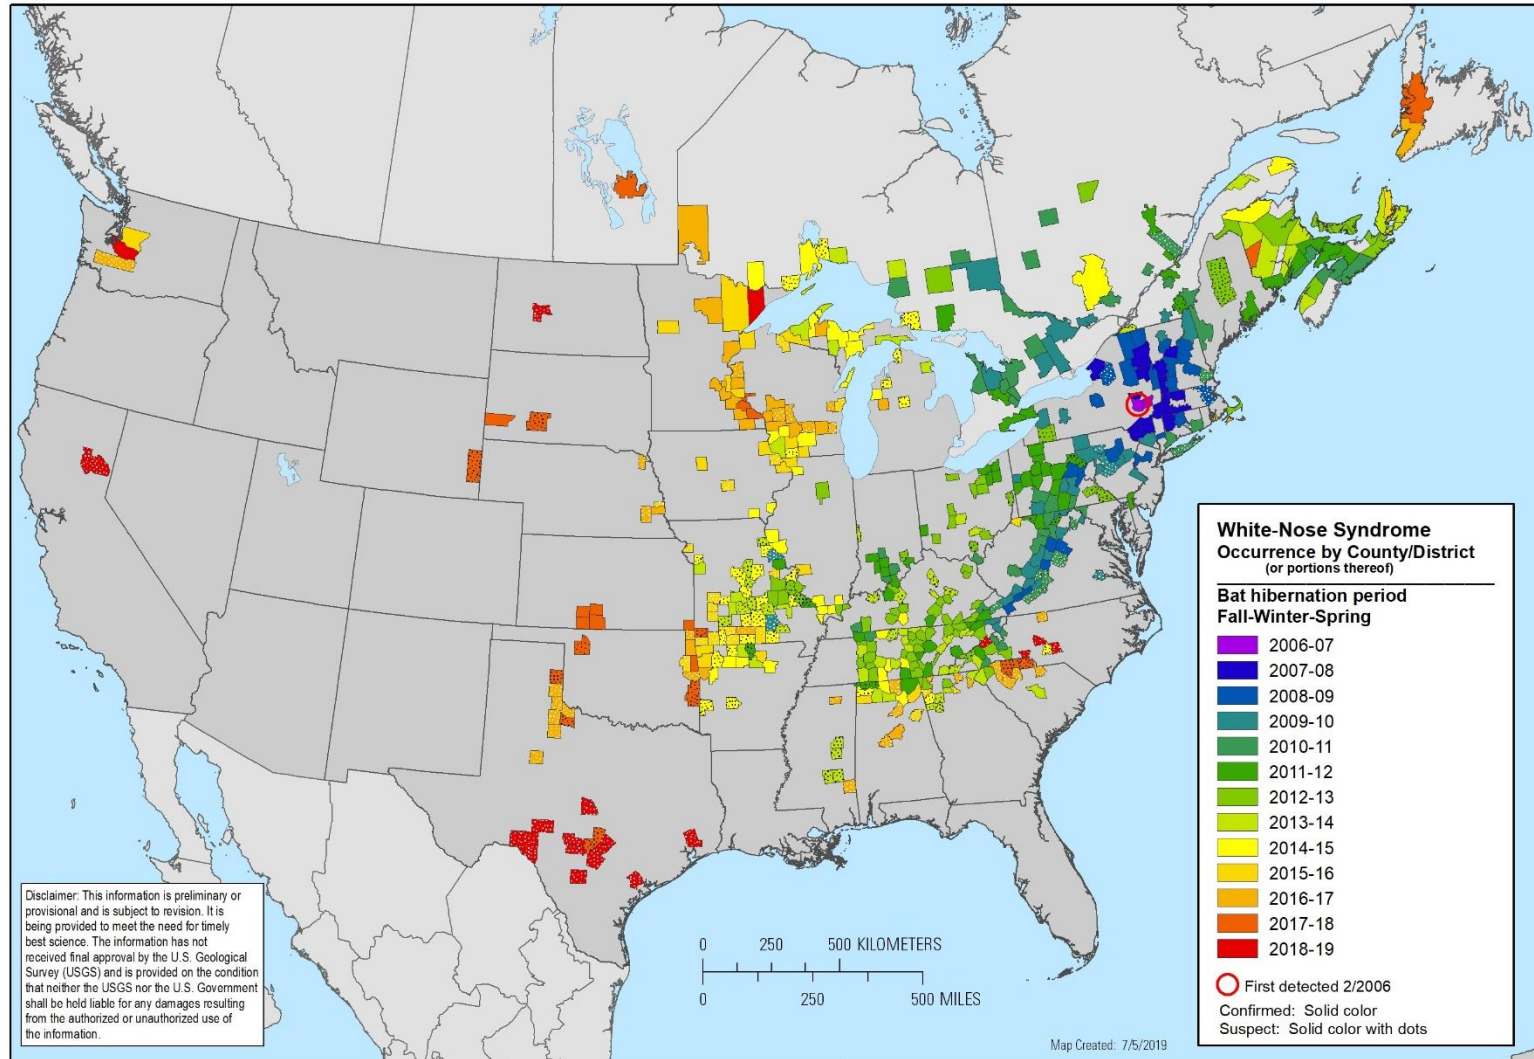 White-Nose Syndrome
Occurrence by County/District
(or portions thereof)
Bat hibernation period
Fall-Winter-Spring
2006-07
2007-08
2008-09
2009-10
2010-11
2011-12
2012-13
2013-14
2014-15
2015-16
2016-17
2017-18
2018-19
First detected 2/2006
Confirmed: Solid color
Suspect: Solid color with dots
Disclaimer: This information is preliminary or
provisional and is subject to revision. It is
being provided to meet the need for timely
best science. The information has not
received final approval by the U.S. Geological
Survey (USGS) and is provided on the condition
that neither the USGS nor the U.S. Government
shall be held liable for any damages resulting
from the authorized or unauthorized use of
the information.
0 250 500 KILOMETERS
0 250 500 MILES
Map Created: 7/5/2019